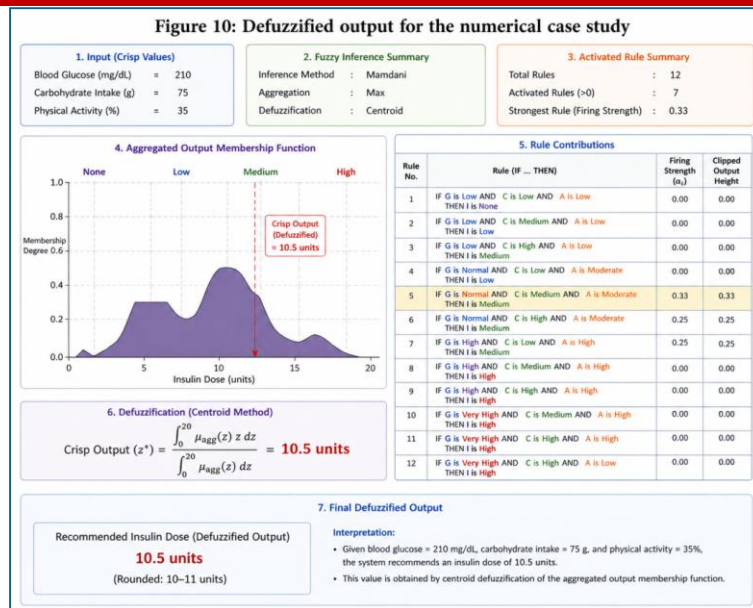 Figure 10: Defuzzified output for the numerical case study
1. Input (Crisp Values)
Blood Glucose (mg/dL) = 210
Carbohydrate Intake (g) = 75
Physical Activity (%) = 35
2. Fuzzy Inference Summary
Inference Method : Mamdani
Aggregation : Max
Defuzzification : Centroid
3. Activated Rule Summary
Total Rules : 12
Activated Rules (>0) : 7
Strongest Rule (Firing Strength) : 0.33
4. Aggregated Output Membership Function
None Low Medium High
1.0
0.8
Membership
Degree 0.6
0.4
0.2
0.0
Crisp Output
(Defuzzified)
= 10.5 units
0 5 10 15 20
Insulin Dose (units)
5. Rule Contributions
Rule No. Rule (IF ... THEN) Firing Strength (αᵢ) Clipped Output Height
1 IF G is Low AND C is Low AND A is Low 0.00 0.00
THEN I is None
2 IF G is Low AND C is Medium AND A is Low 0.00 0.00
THEN I is Low
3 IF G is Low AND C is High AND A is Low 0.00 0.00
THEN I is Medium
4 IF G is Normal AND C is Low AND A is Moderate 0.00 0.00
THEN I is Low
5 IF G is Normal AND C is Medium AND A is Moderate 0.33 0.33
THEN I is Medium
6 IF G is Normal AND C is High AND A is Moderate 0.25 0.25
THEN I is Medium
7 IF G is High AND C is Low AND A is High 0.25 0.25
THEN I is Medium
8 IF G is High AND C is Medium AND A is High 0.00 0.00
THEN I is High
9 IF G is High AND C is High AND A is High 0.00 0.00
THEN I is High
10 IF G is Very High AND C is Medium AND A is High 0.00 0.00
THEN I is High
11 IF G is Very High AND C is High AND A is High 0.00 0.00
THEN I is High
12 IF G is Very High AND C is High AND A is Low 0.00 0.00
THEN I is High
6. Defuzzification (Centroid Method)
Crisp Output (z*) = ∫₀²⁰ μagg(z) z dz / ∫₀²⁰ μagg(z) dz = 10.5 units
7. Final Defuzzified Output
Recommended Insulin Dose (Defuzzified Output)
10.5 units
(Rounded: 10–11 units)
Interpretation:
• Given blood glucose = 210 mg/dL, carbohydrate intake = 75 g, and physical activity = 35%,
the system recommends an insulin dose of 10.5 units.
• This value is obtained by centroid defuzzification of the aggregated output membership function.